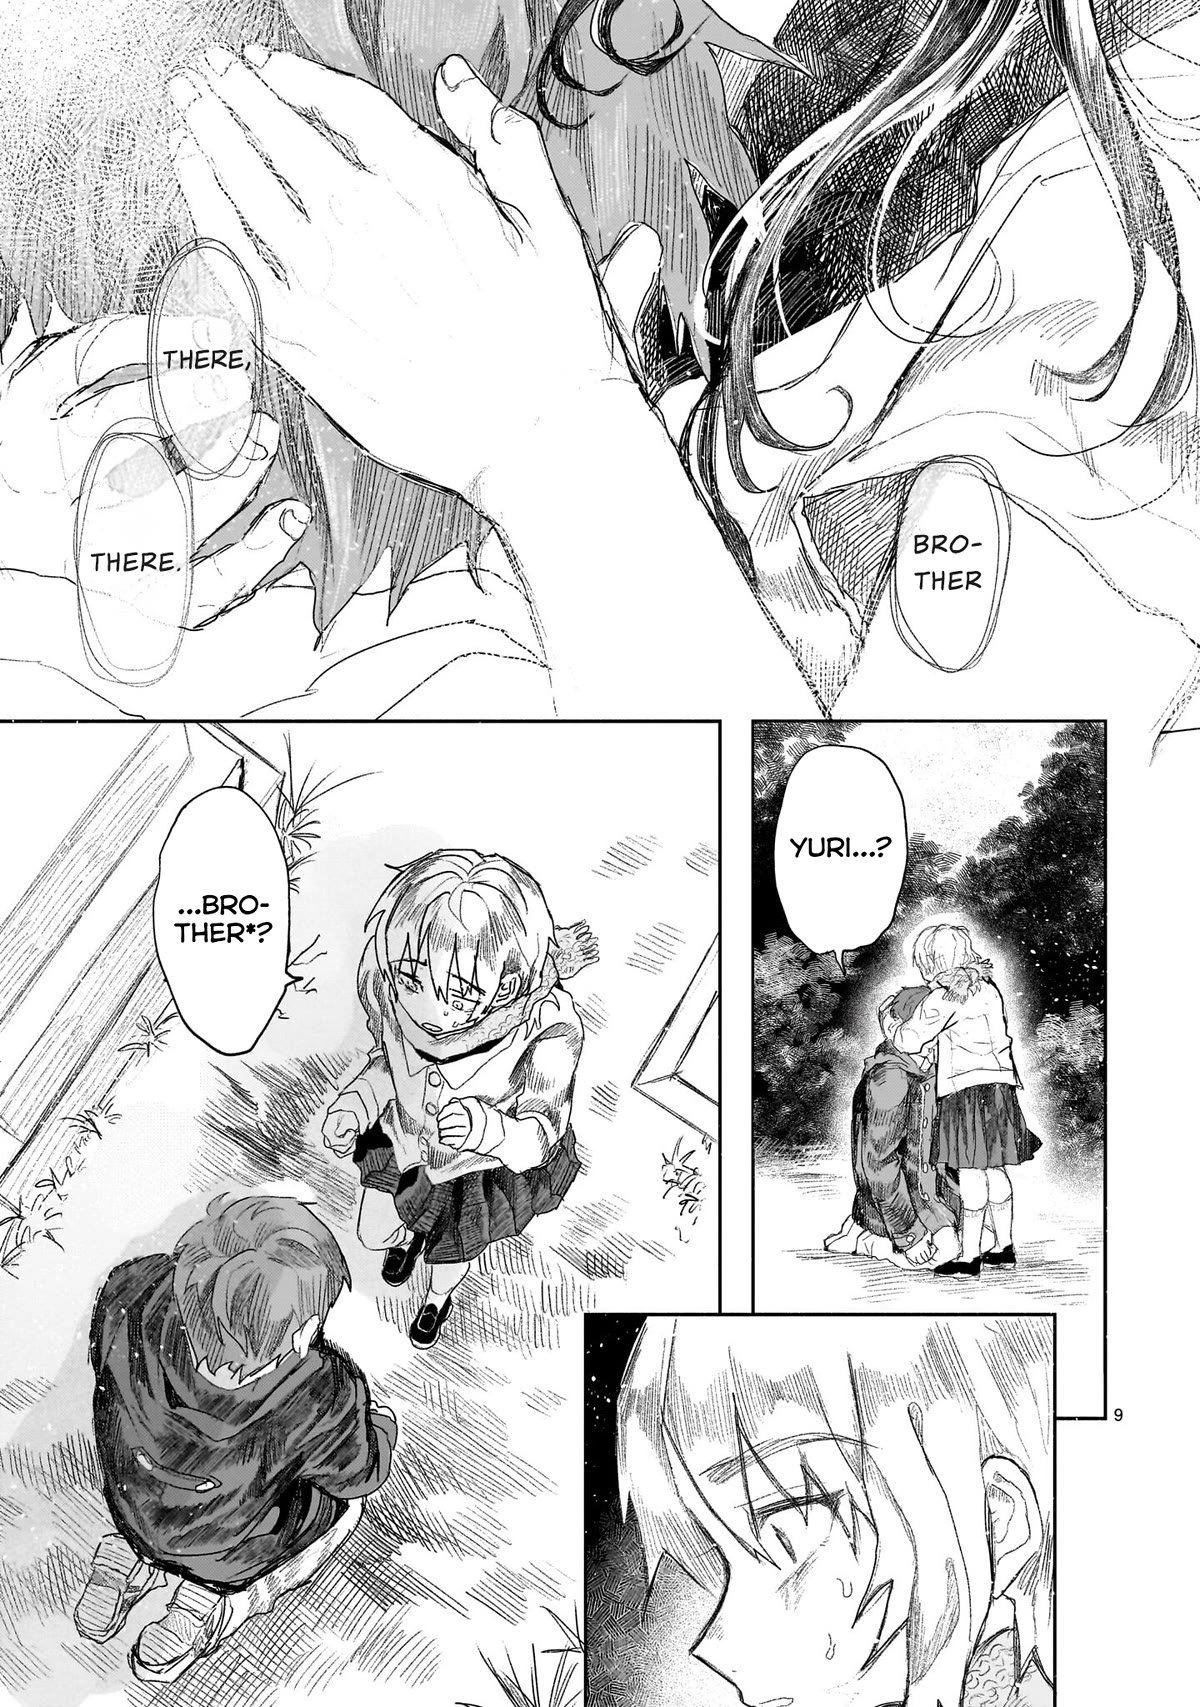 BRO-
THER
THERE,
THERE.
YURI...?
...BRO-
THER*?
9